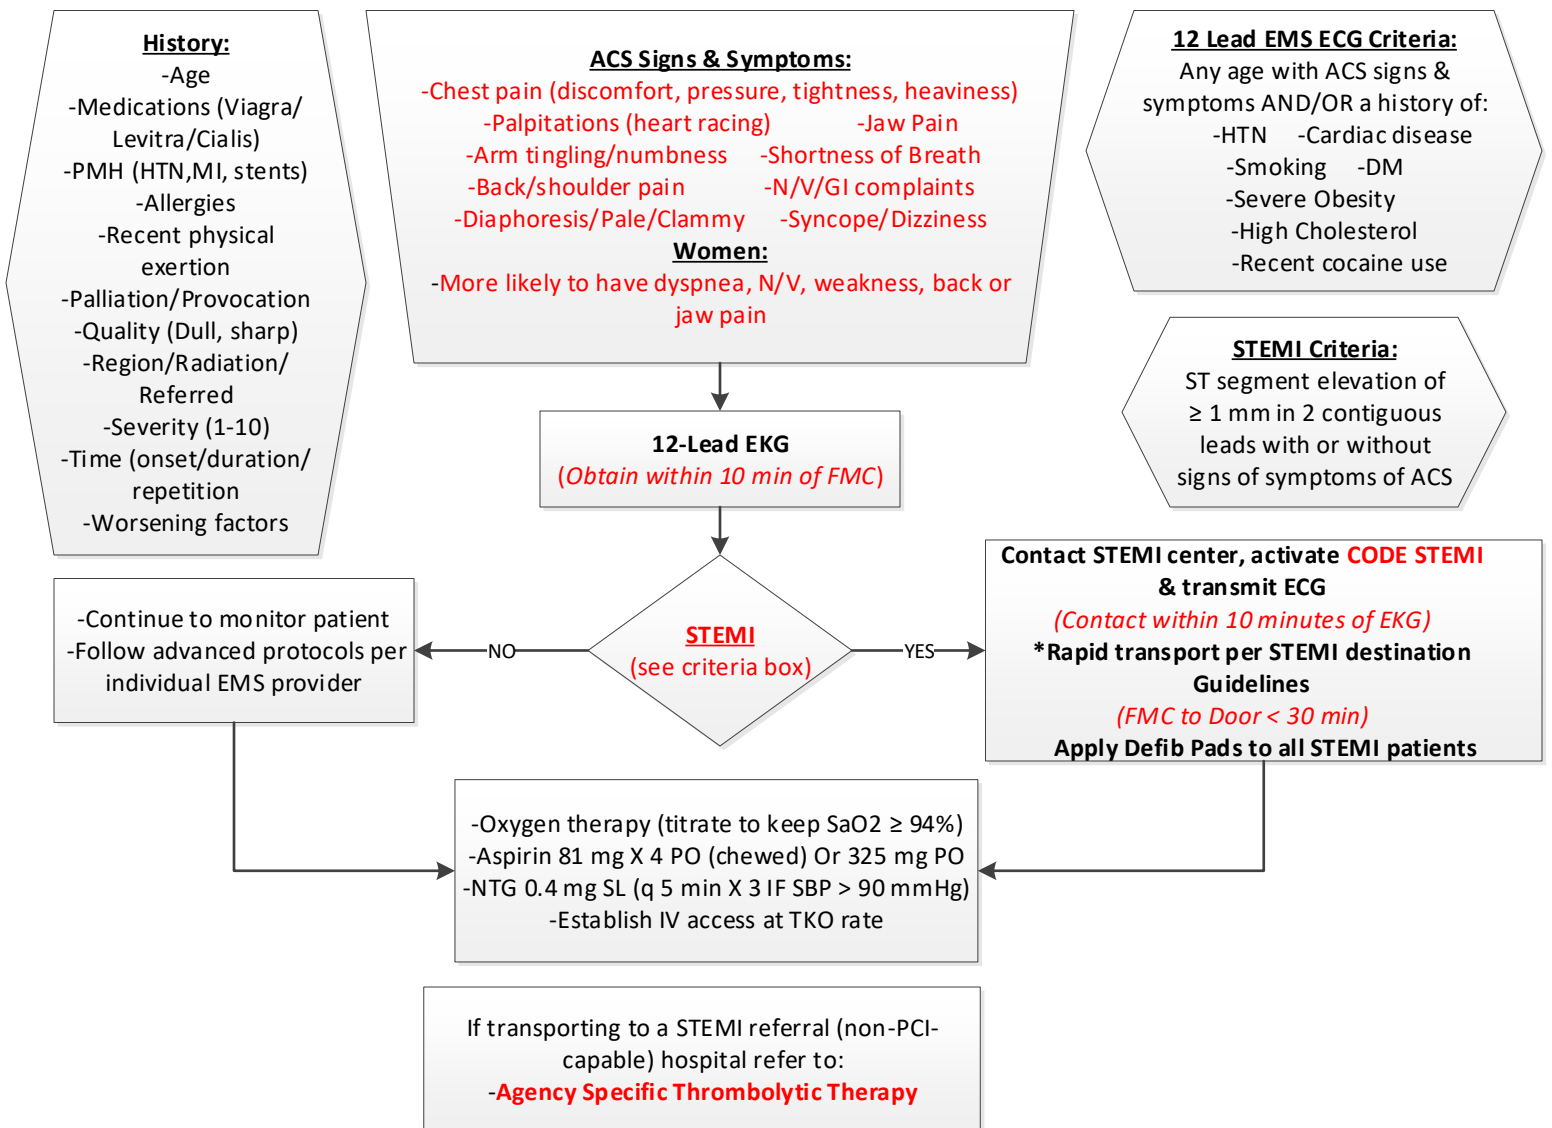 History:
-Age
-Medications (Viagra/
Levitra/Cialis)
-PMH (HTN,MI, stents)
-Allergies
-Recent physical
exertion
-Palliation/Provocation
-Quality (Dull, sharp)
-Region/Radiation/
Referred
-Severity (1-10)
-Time (onset/duration/
repetition
-Worsening factors
ACS Signs & Symptoms:
-Chest pain (discomfort, pressure, tightness, heaviness)
-Palpitations (heart racing) -Jaw Pain
-Arm tingling/numbness -Shortness of Breath
-Back/shoulder pain -N/V/GI complaints
-Diaphoresis/Pale/Clammy -Syncope/Dizziness
Women:
-More likely to have dyspnea, N/V, weakness, back or
jaw pain
12 Lead EMS ECG Criteria:
Any age with ACS signs &
symptoms AND/OR a history of:
-HTN -Cardiac disease
-Smoking -DM
-Severe Obesity
-High Cholesterol
-Recent cocaine use
STEMI Criteria:
ST segment elevation of
≥ 1 mm in 2 contiguous
leads with or without
signs of symptoms of ACS
12-Lead EKG
(Obtain within 10 min of FMC)
STEMI
(see criteria box)
NO
YES
-Continue to monitor patient
-Follow advanced protocols per
individual EMS provider
Contact STEMI center, activate CODE STEMI
& transmit ECG
(Contact within 10 minutes of EKG)
*Rapid transport per STEMI destination
Guidelines
(FMC to Door < 30 min)
Apply Defib Pads to all STEMI patients
-Oxygen therapy (titrate to keep SaO2 ≥ 94%)
-Aspirin 81 mg X 4 PO (chewed) Or 325 mg PO
-NTG 0.4 mg SL (q 5 min X 3 IF SBP > 90 mmHg)
-Establish IV access at TKO rate
If transporting to a STEMI referral (non-PCI-
capable) hospital refer to:
-Agency Specific Thrombolytic Therapy